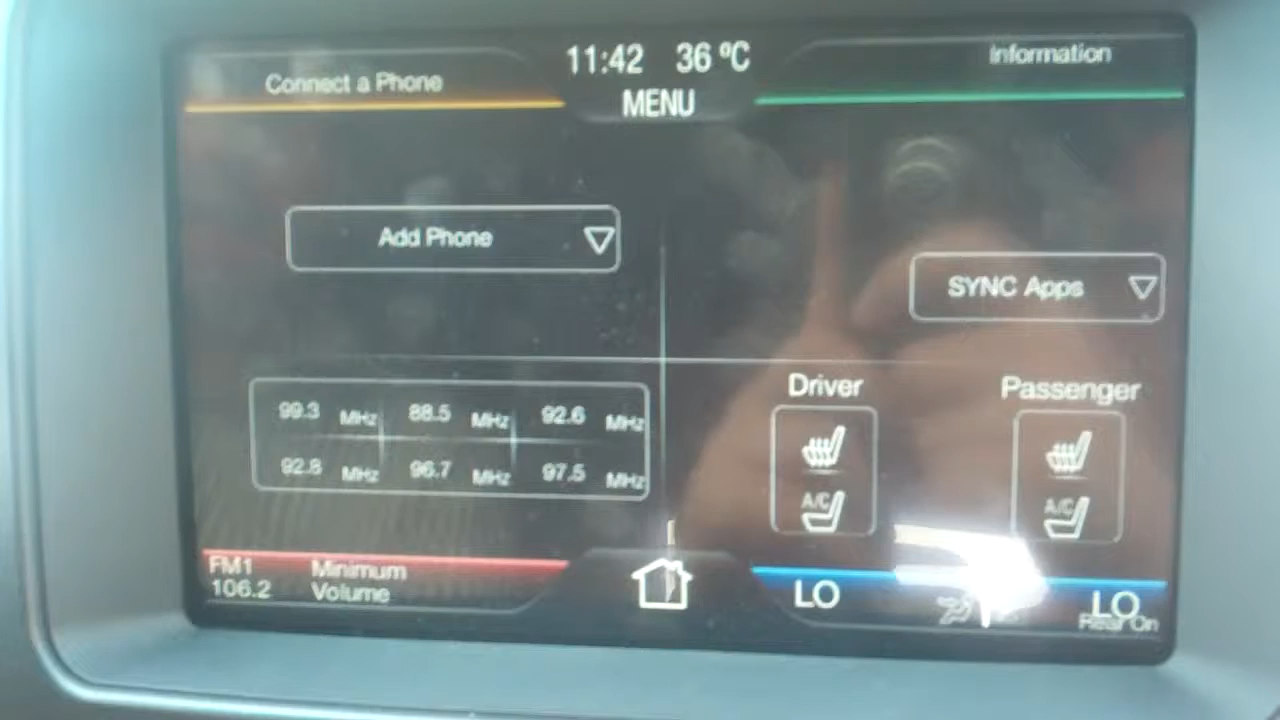 11:42 36 °C
Connect a Phone
MENU
Information
Add Phone
SYNC Apps
99.3 MHz 88.5 MHz 92.6 MHz
92.8 MHz 96.7 MHz 97.5 MHz
Driver
Passenger
A/C
A/C
FM1
106.2
Minimum
Volume
LO
LO
Rear On